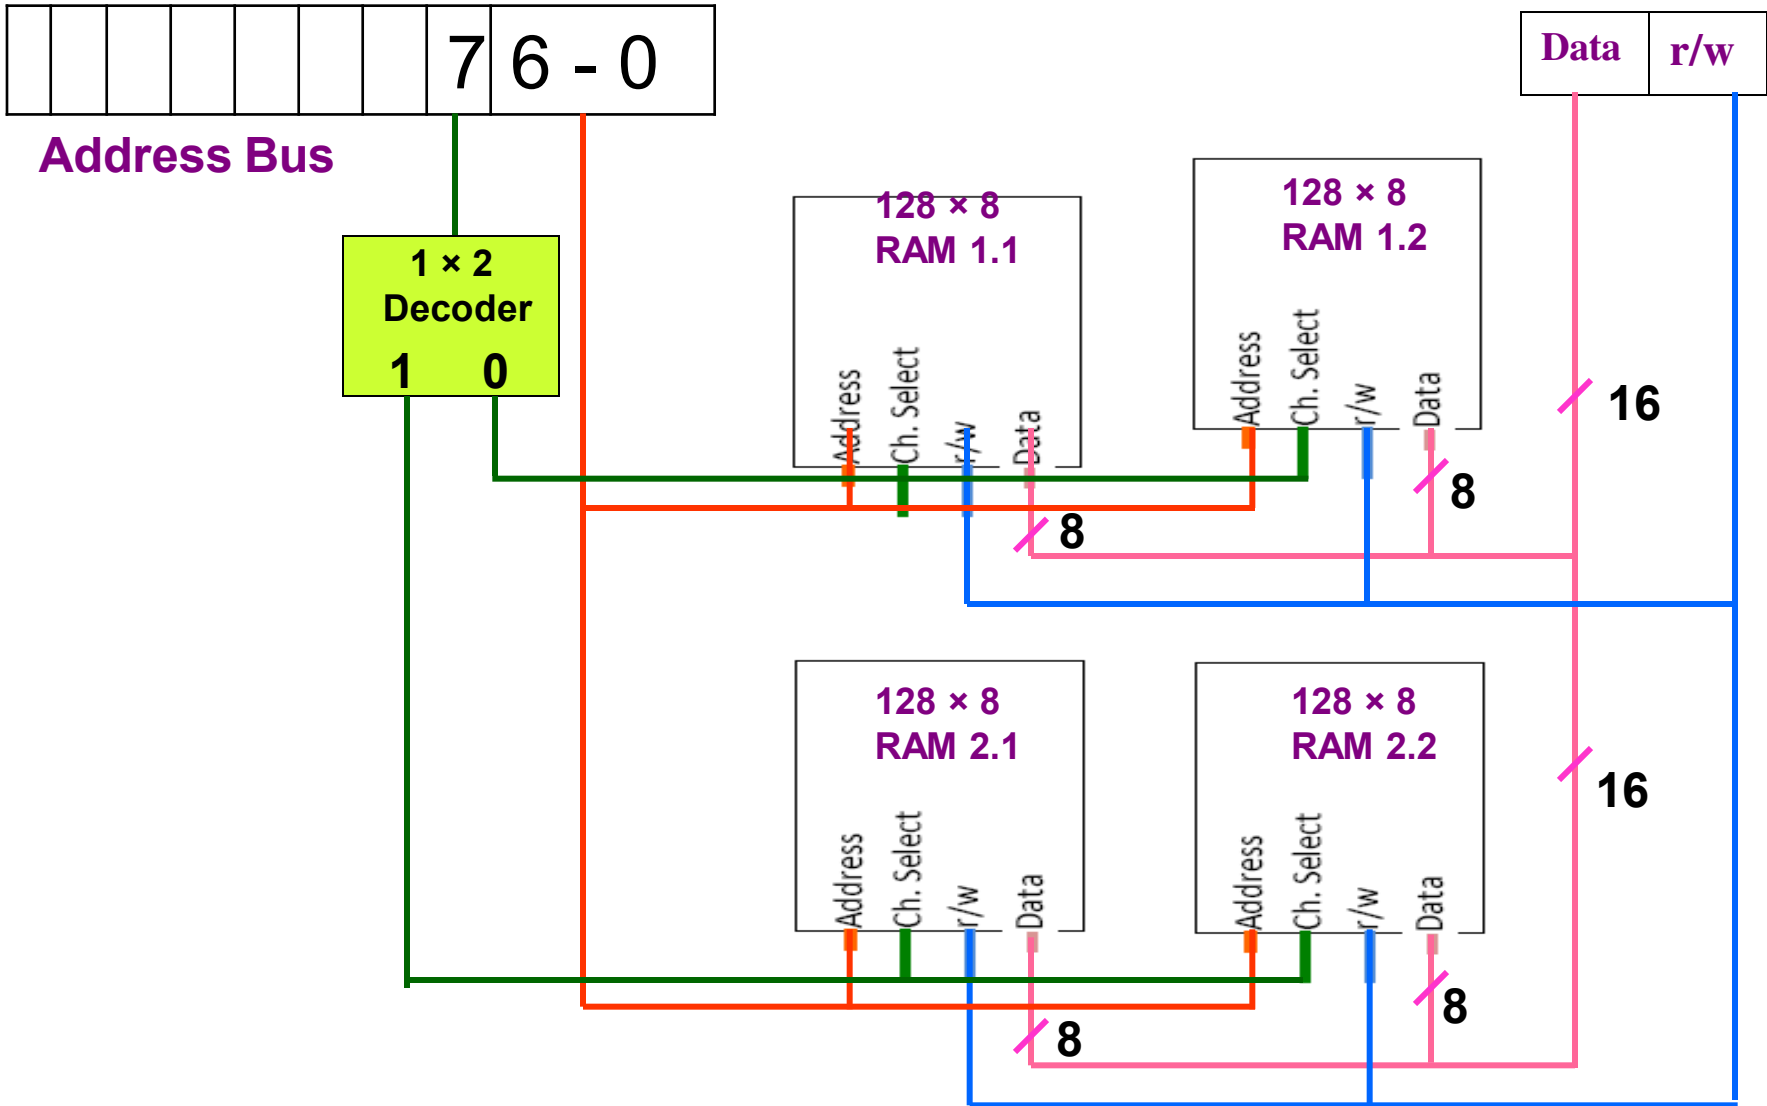 7 6 - 0
Data r/w
Address Bus
128 × 8
RAM 1.1
128 × 8
RAM 1.2
1 × 2
Decoder
1 0
Address
Ch. Select
r/w
Data
Address
Ch. Select
r/w
Data
16
8
8
128 × 8
RAM 2.1
128 × 8
RAM 2.2
16
Address
Ch. Select
r/w
Data
Address
Ch. Select
r/w
Data
8
8